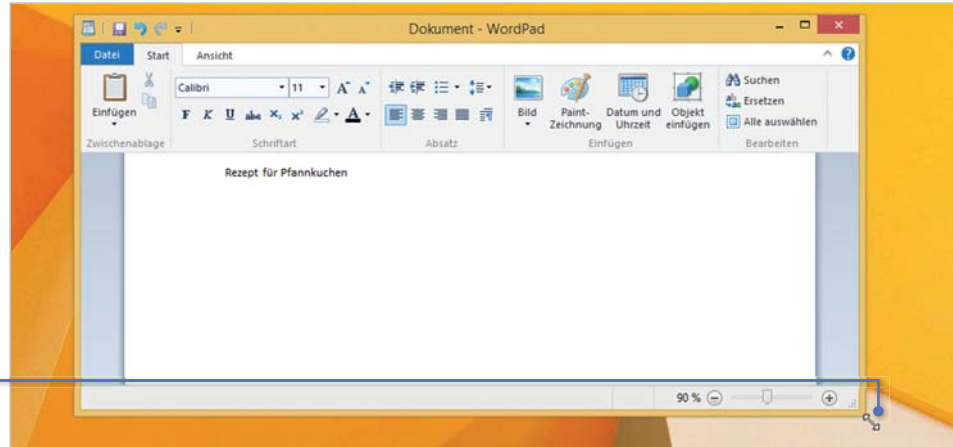 Dokument - WordPad
Datei Start Ansicht
Einfügen
Calibri 11 A A
F K U abc X₂ x² A
Bild
Paint-
Zeichnung
Datum und
Uhrzeit
Objekt
einfügen
Suchen
Ersetzen
Alle auswählen
Zwischenablage Schriftart Absatz Einfügen Bearbeiten
Rezept für Pfannkuchen
90 %